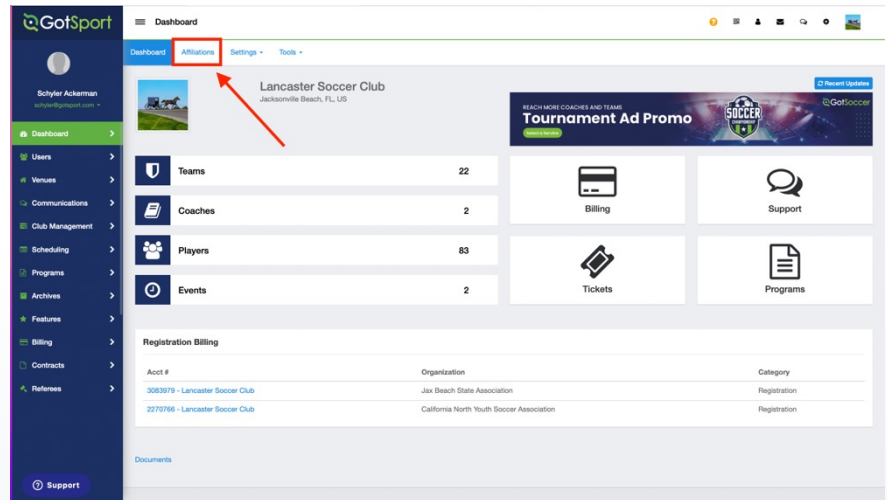 GotSport
Dashboard
Schyler Ackerman
schyler@gotsport.com
Dashboard
Users
Venues
Communications
Club Management
Scheduling
Programs
Archives
Features
Billing
Contracts
Referees
Support
Dashboard Affiliations Settings Tools
Lancaster Soccer Club
Jacksonville Beach, FL, US
Recent Updates
REACH MORE COACHES AND TEAMS
Tournament Ad Promo
Select a Service
SOCCER
CHAMPIONSHIP
GotSoccer
Teams 22
Coaches 2
Players 83
Events 2
Billing
Support
Tickets
Programs
Registration Billing
Acct # Organization Category
3083979 - Lancaster Soccer Club Jax Beach State Association Registration
2270766 - Lancaster Soccer Club California North Youth Soccer Association Registration
Documents